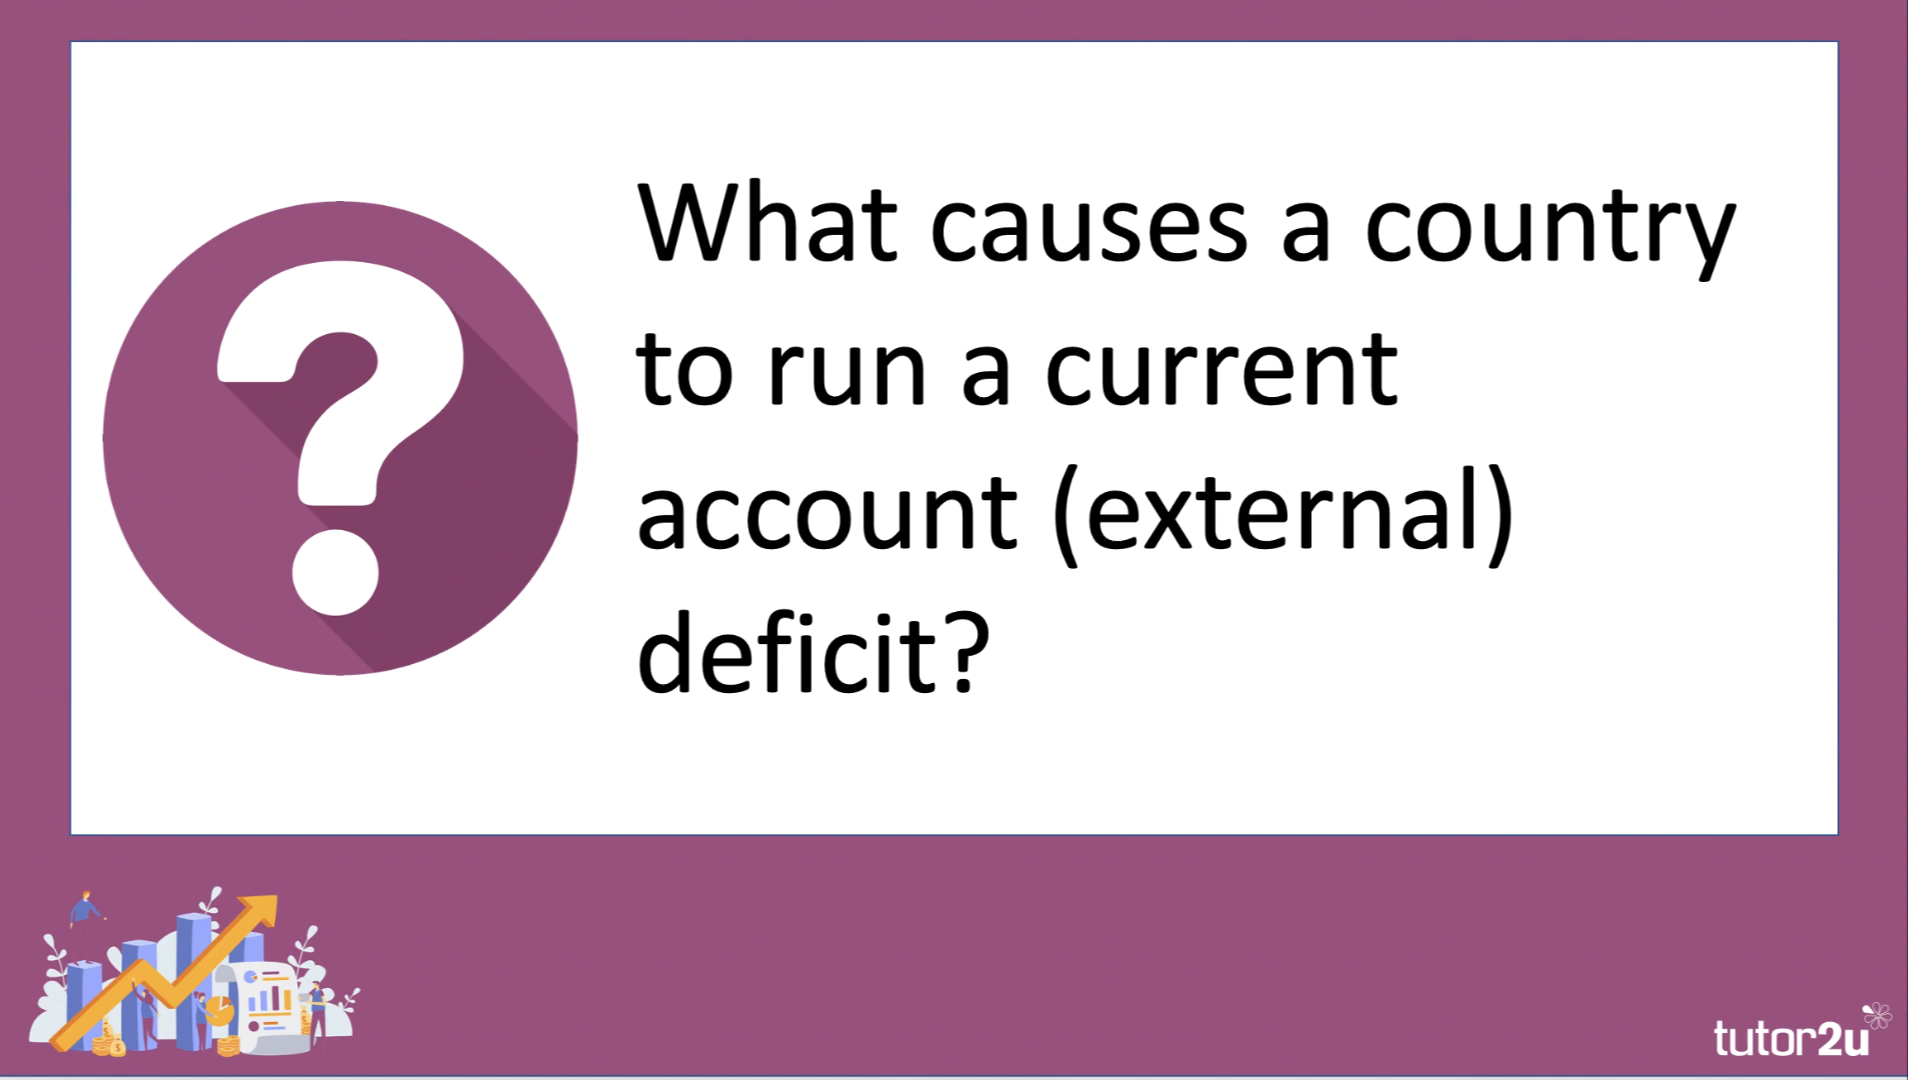 What causes a country
to run a current
account (external)
deficit?
tutor2u